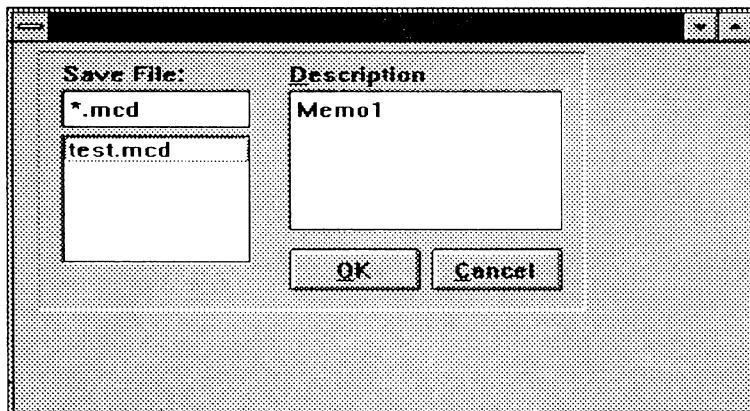 Save File:
Description
*.mcd
Memo1
test.mcd
OK
Cancel